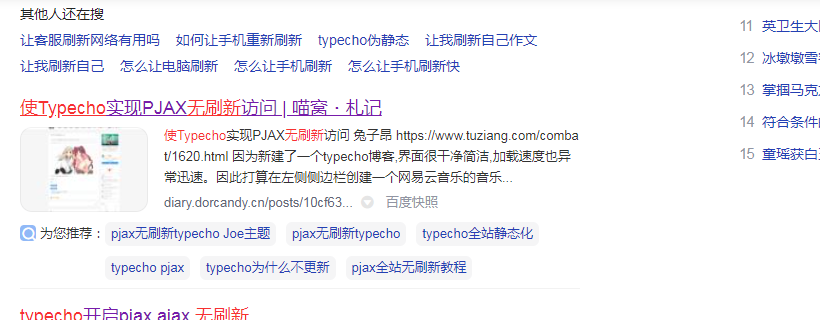 其他人还在搜
让客服刷新网络有用吗 如何让手机重新刷新 typecho伪静态 让我刷新自己作文
让我刷新自己 怎么让电脑刷新 怎么让手机刷新 怎么让手机刷新快
使Typecho实现PJAX无刷新访问 | 喵窝・札记
使Typecho实现PJAX无刷新访问 兔子昂 https://www.tuziang.com/comba
t/1620.html 因为新建了一个typecho博客,界面很干净简洁,加载速度也异
常迅速。因此打算在左侧侧边栏创建一个网易云音乐的音乐...
diary.dorcandy.cn/posts/10cf63... 百度快照
为您推荐： pjax无刷新typecho Joe主题 pjax无刷新typecho typecho全站静态化
typecho pjax typecho为什么不更新 pjax全站无刷新教程
typecho开启pjax ajax 无刷新
11 英卫生大
12 冰墩墩雪
13 掌掴马克
14 符合条件
15 童瑶获白